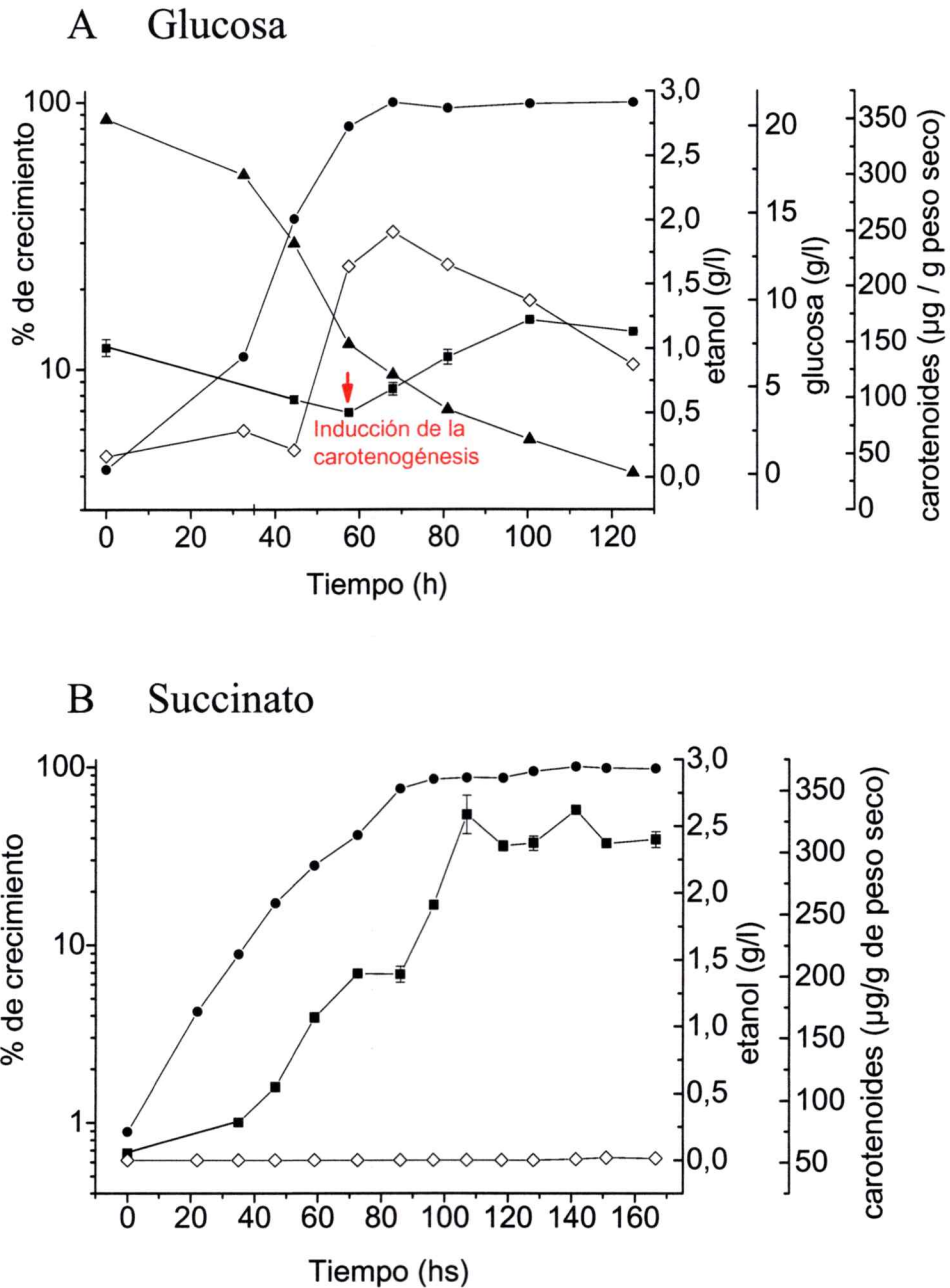 A Glucosa
100
10
% de crecimiento
0 20 40 60 80 100 120
Tiempo (h)
3,0
2,5
2,0
1,5
1,0
0,5
0,0
etanol (g/l)
20
15
10
5
0
glucosa (g/l)
350
300
250
200
150
100
50
0
carotenoides (µg / g peso seco)
Inducción de la
carotenogénesis
B Succinato
100
10
1
% de crecimiento
0 20 40 60 80 100 120 140 160
Tiempo (hs)
3,0
2,5
2,0
1,5
1,0
0,5
0,0
etanol (g/l)
350
300
250
200
150
100
50
carotenoides (µg/g de peso seco)